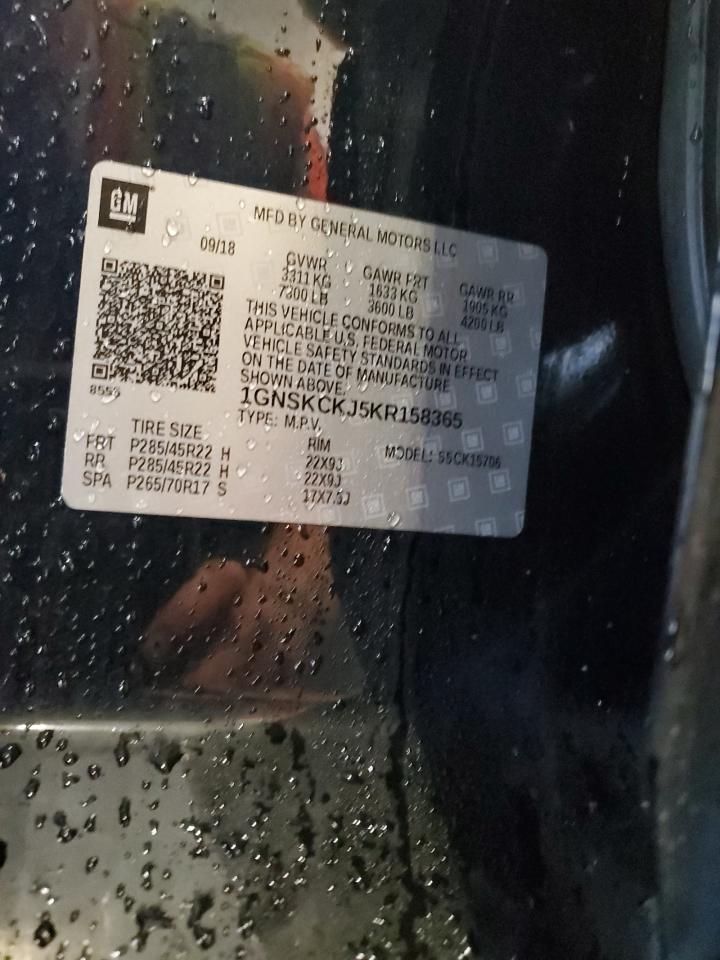 GM
MFD BY GENERAL MOTORS LLC
09/18
GVWR GAWR FRT GAWR RR
3311 KG 1633 KG 1905 KG
7300 LB 3600 LB 4200 LB
THIS VEHICLE CONFORMS TO ALL
APPLICABLE U.S. FEDERAL MOTOR
VEHICLE SAFETY STANDARDS IN EFFECT
ON THE DATE OF MANUFACTURE
SHOWN ABOVE.
8553
1GNSKCKJ5KR158365
TYPE: M.P.V.
MODEL: S5CK15706
TIRE SIZE RIM
FRT P285/45R22 H 22X9J
RR P285/45R22 H 22X9J
SPA P265/70R17 S 17X7.5J